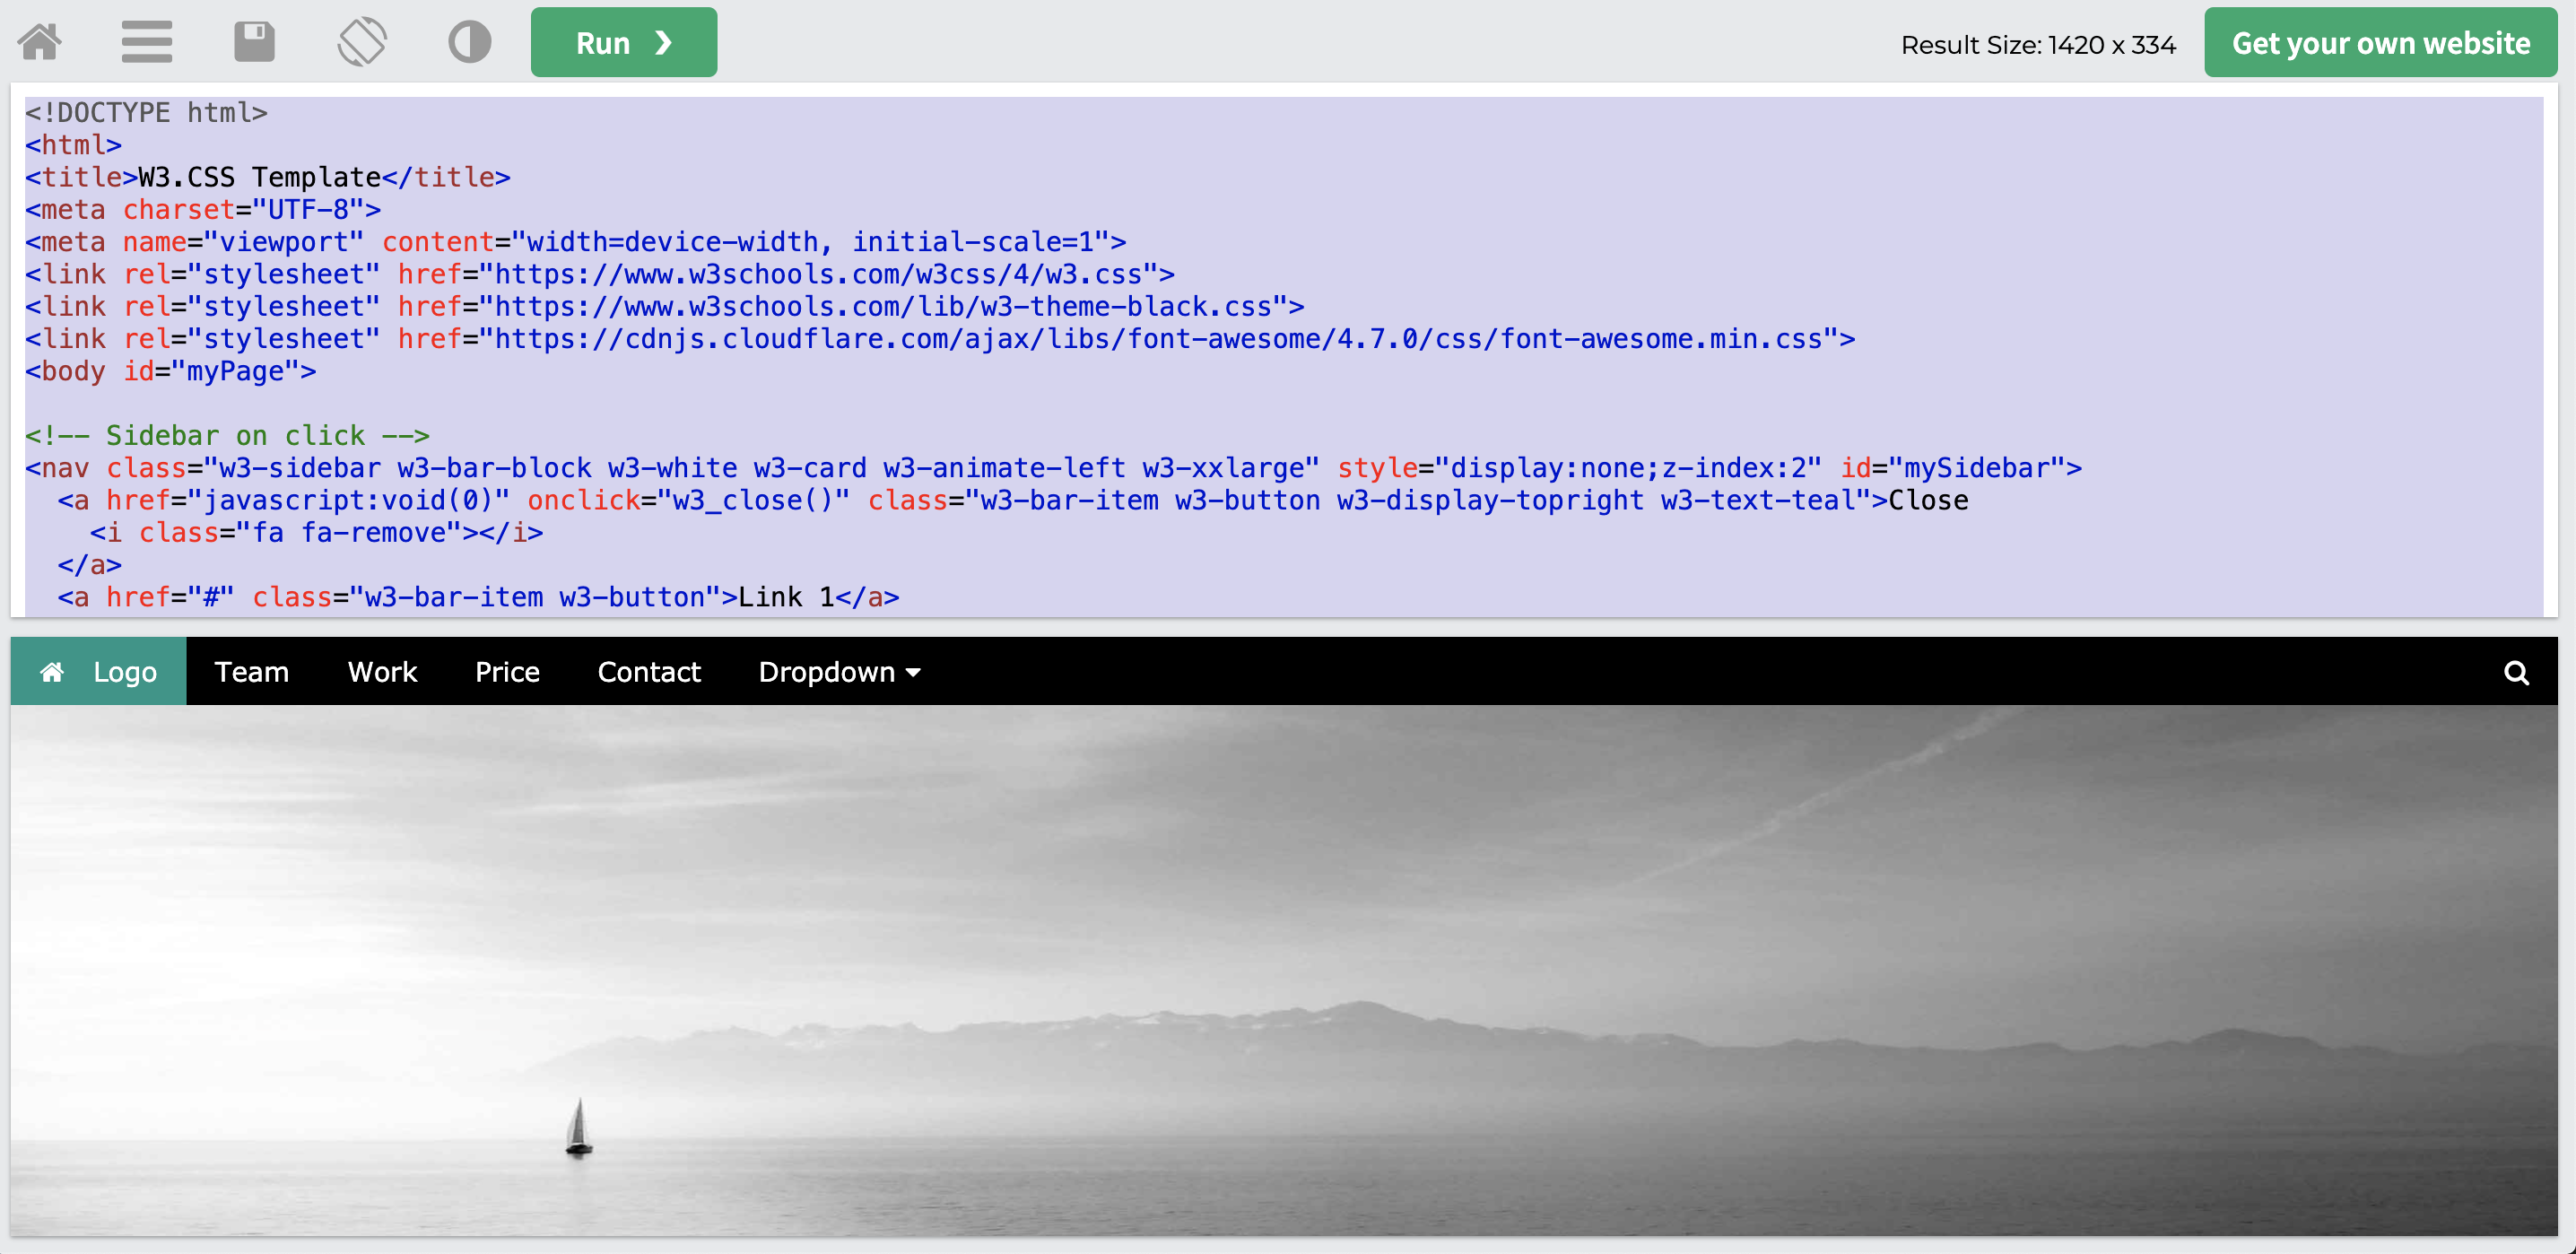 Run ❯
Result Size: 1420 x 334
Get your own website
<!DOCTYPE html>
<html>
<title>W3.CSS Template</title>
<meta charset="UTF-8">
<meta name="viewport" content="width=device-width, initial-scale=1">
<link rel="stylesheet" href="https://www.w3schools.com/w3css/4/w3.css">
<link rel="stylesheet" href="https://www.w3schools.com/lib/w3-theme-black.css">
<link rel="stylesheet" href="https://cdnjs.cloudflare.com/ajax/libs/font-awesome/4.7.0/css/font-awesome.min.css">
<body id="myPage">
<!-- Sidebar on click -->
<nav class="w3-sidebar w3-bar-block w3-white w3-card w3-animate-left w3-xxlarge" style="display:none;z-index:2" id="mySidebar">
  <a href="javascript:void(0)" onclick="w3_close()" class="w3-bar-item w3-button w3-display-topright w3-text-teal">Close
    <i class="fa fa-remove"></i>
  </a>
  <a href="#" class="w3-bar-item w3-button">Link 1</a>
Logo Team Work Price Contact Dropdown